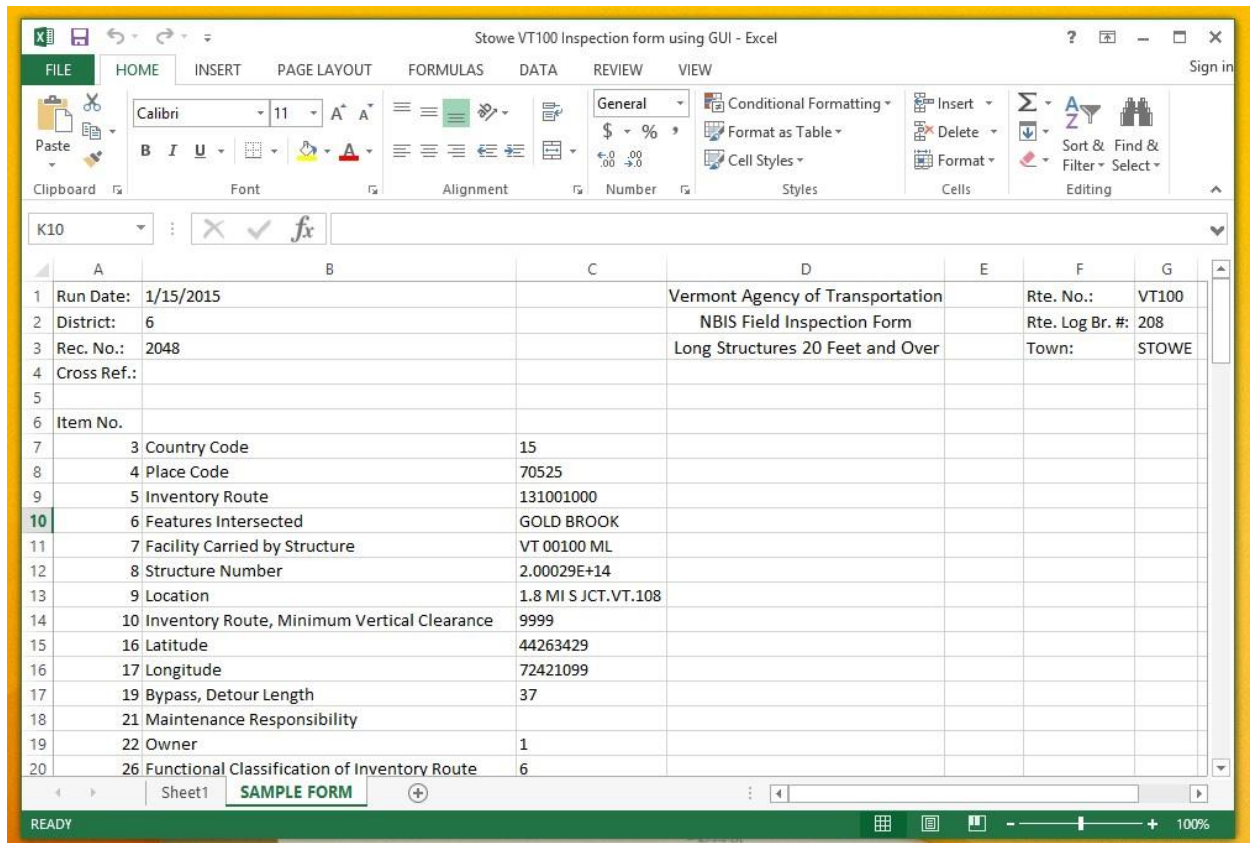 Stowe VT100 Inspection form using GUI - Excel
FILE HOME INSERT PAGE LAYOUT FORMULAS DATA REVIEW VIEW Sign in
Calibri 11 General Conditional Formatting Insert
Paste $ % Format as Table Delete
B I U A Cell Styles Format Sort & Filter Find & Select
Clipboard Font Alignment Number Styles Cells Editing
K10 fx
A B C D E F G
1 Run Date: 1/15/2015 Vermont Agency of Transportation Rte. No.: VT100
2 District: 6 NBIS Field Inspection Form Rte. Log Br. #: 208
3 Rec. No.: 2048 Long Structures 20 Feet and Over Town: STOWE
4 Cross Ref.:
5
6 Item No.
7 3 Country Code 15
8 4 Place Code 70525
9 5 Inventory Route 131001000
10 6 Features Intersected GOLD BROOK
11 7 Facility Carried by Structure VT 00100 ML
12 8 Structure Number 2.00029E+14
13 9 Location 1.8 MI S JCT.VT.108
14 10 Inventory Route, Minimum Vertical Clearance 9999
15 16 Latitude 44263429
16 17 Longitude 72421099
17 19 Bypass, Detour Length 37
18 21 Maintenance Responsibility
19 22 Owner 1
20 26 Functional Classification of Inventory Route 6
Sheet1 SAMPLE FORM
READY 100%